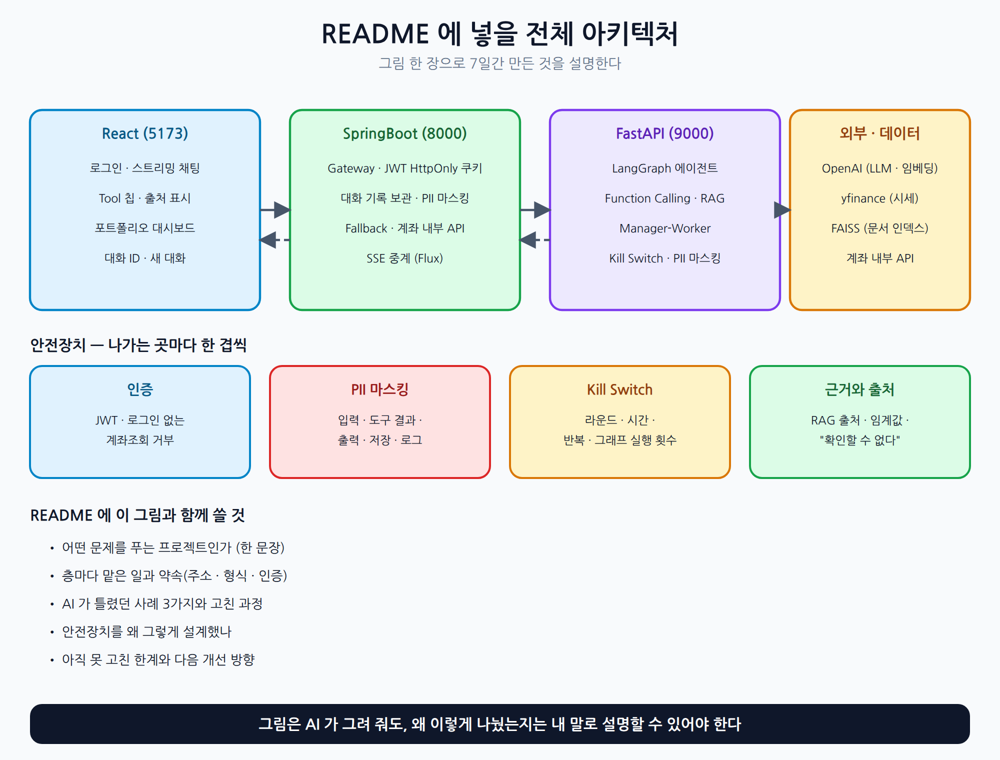 README 에 넣을 전체 아키텍처
그림 한 장으로 7일간 만든 것을 설명한다
React (5173)
로그인 · 스트리밍 채팅
Tool 칩 · 출처 표시
포트폴리오 대시보드
대화 ID · 새 대화
SpringBoot (8000)
Gateway · JWT HttpOnly 쿠키
대화 기록 보관 · PII 마스킹
Fallback · 계좌 내부 API
SSE 중계 (Flux)
FastAPI (9000)
LangGraph 에이전트
Function Calling · RAG
Manager-Worker
Kill Switch · PII 마스킹
외부 · 데이터
OpenAI (LLM · 임베딩)
yfinance (시세)
FAISS (문서 인덱스)
계좌 내부 API
안전장치 — 나가는 곳마다 한 겹씩
인증
JWT · 로그인 없는
계좌조회 거부
PII 마스킹
입력 · 도구 결과 ·
출력 · 저장 · 로그
Kill Switch
라운드 · 시간 ·
반복 · 그래프 실행 횟수
근거와 출처
RAG 출처 · 임계값 ·
"확인할 수 없다"
README 에 이 그림과 함께 쓸 것
• 어떤 문제를 푸는 프로젝트인가 (한 문장)
• 층마다 맡은 일과 약속(주소 · 형식 · 인증)
• AI 가 틀렸던 사례 3가지와 고친 과정
• 안전장치를 왜 그렇게 설계했나
• 아직 못 고친 한계와 다음 개선 방향
그림은 AI 가 그려 줘도, 왜 이렇게 나눴는지는 내 말로 설명할 수 있어야 한다